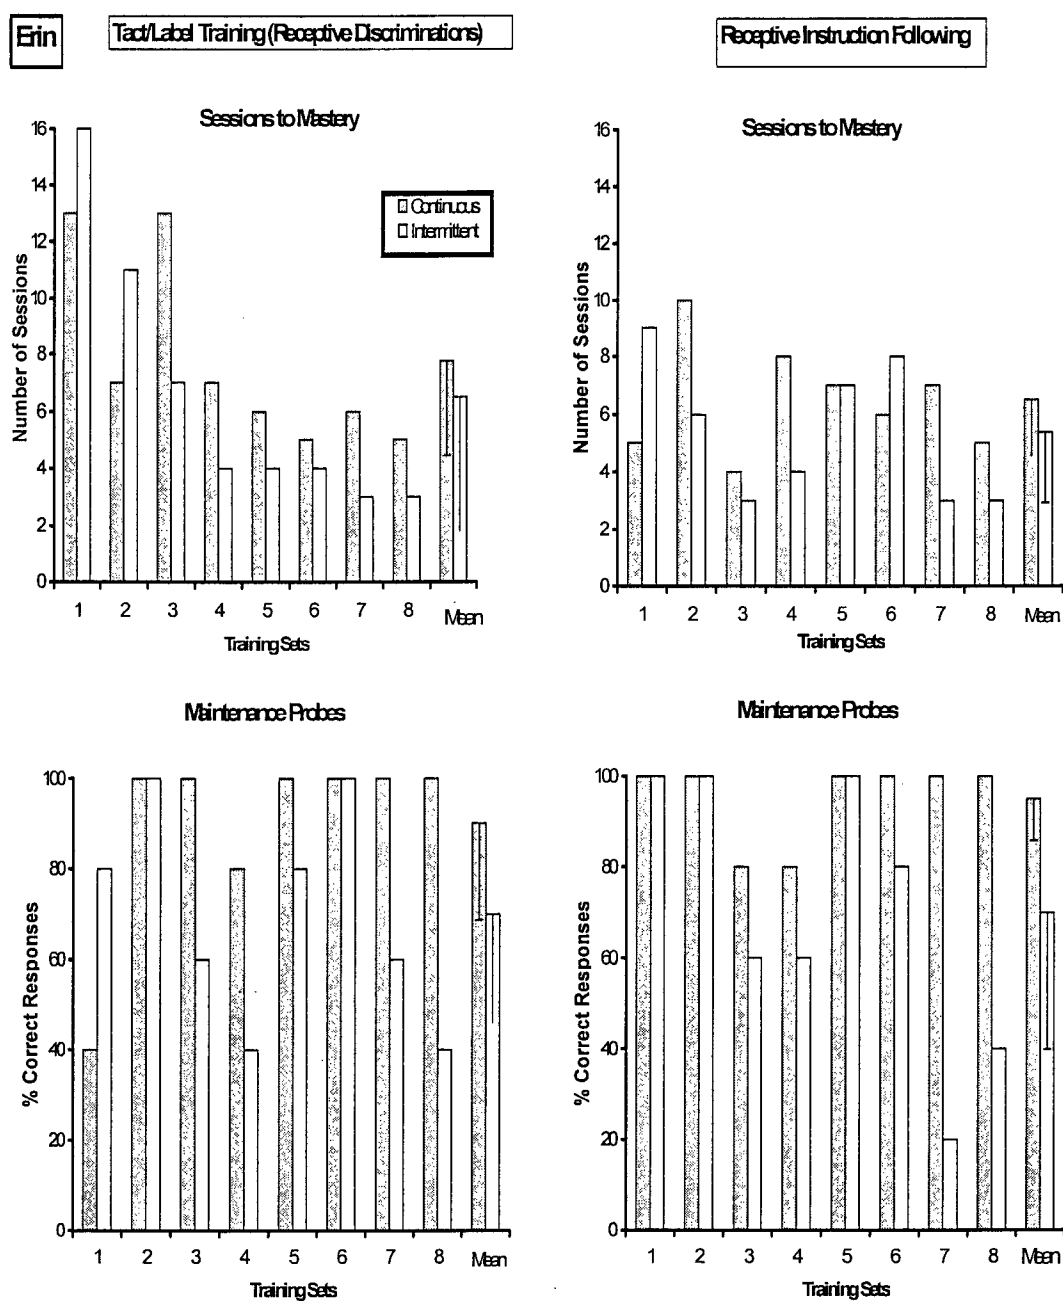 Erin
Tact/Label Training (Receptive Discriminations)
Receptive Instruction Following
Sessions to Mastery
Number of Sessions
16
14
12
10
8
6
4
2
0
Continuous
Intermittent
1 2 3 4 5 6 7 8 Mean
Training Sets
Sessions to Mastery
Number of Sessions
16
14
12
10
8
6
4
2
0
1 2 3 4 5 6 7 8 Mean
Training Sets
Maintenance Probes
% Correct Responses
100
80
60
40
20
0
1 2 3 4 5 6 7 8 Mean
Training Sets
Maintenance Probes
% Correct Responses
100
80
60
40
20
0
1 2 3 4 5 6 7 8 Mean
Training Sets